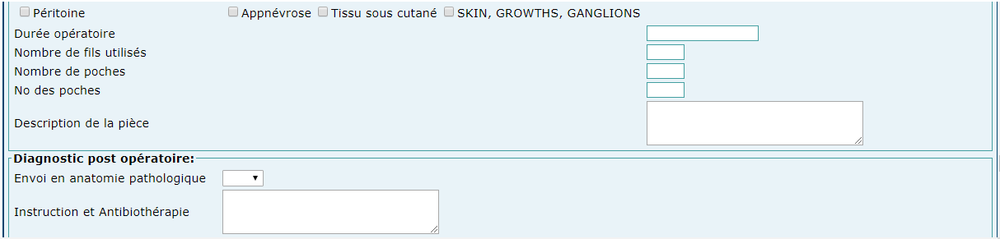 Péritoine Appnévrose Tissu sous cutané SKIN, GROWTHS, GANGLIONS
Durée opératoire
Nombre de fils utilisés
Nombre de poches
No des poches
Description de la pièce
Diagnostic post opératoire:
Envoi en anatomie pathologique
Instruction et Antibiothérapie